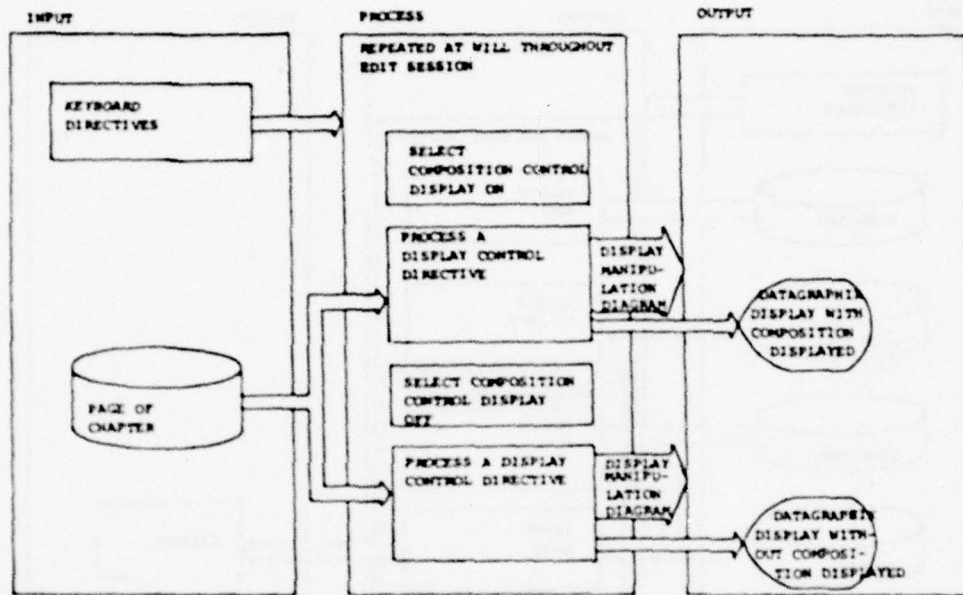 INPUT
PROCESS
OUTPUT
REPEATED AT WILL THROUGHOUT
EDIT SESSION
KEYBOARD
DIRECTIVES
SELECT
COMPOSITION CONTROL
DISPLAY ON
PROCESS A
DISPLAY CONTROL
DIRECTIVE
DISPLAY
MANIPU-
LATION
DIAGRAM
DATAGRAPHIX
DISPLAY WITH
COMPOSITION
DISPLAYED
PAGE OF
CHAPTER
SELECT COMPOSITION
CONTROL DISPLAY
OFF
PROCESS A DISPLAY
CONTROL DIRECTIVE
DISPLAY
MANIPU-
LATION
DIAGRAM
DATAGRAPHIX
DISPLAY WITH-
OUT COMPOSI-
TION DISPLAYED